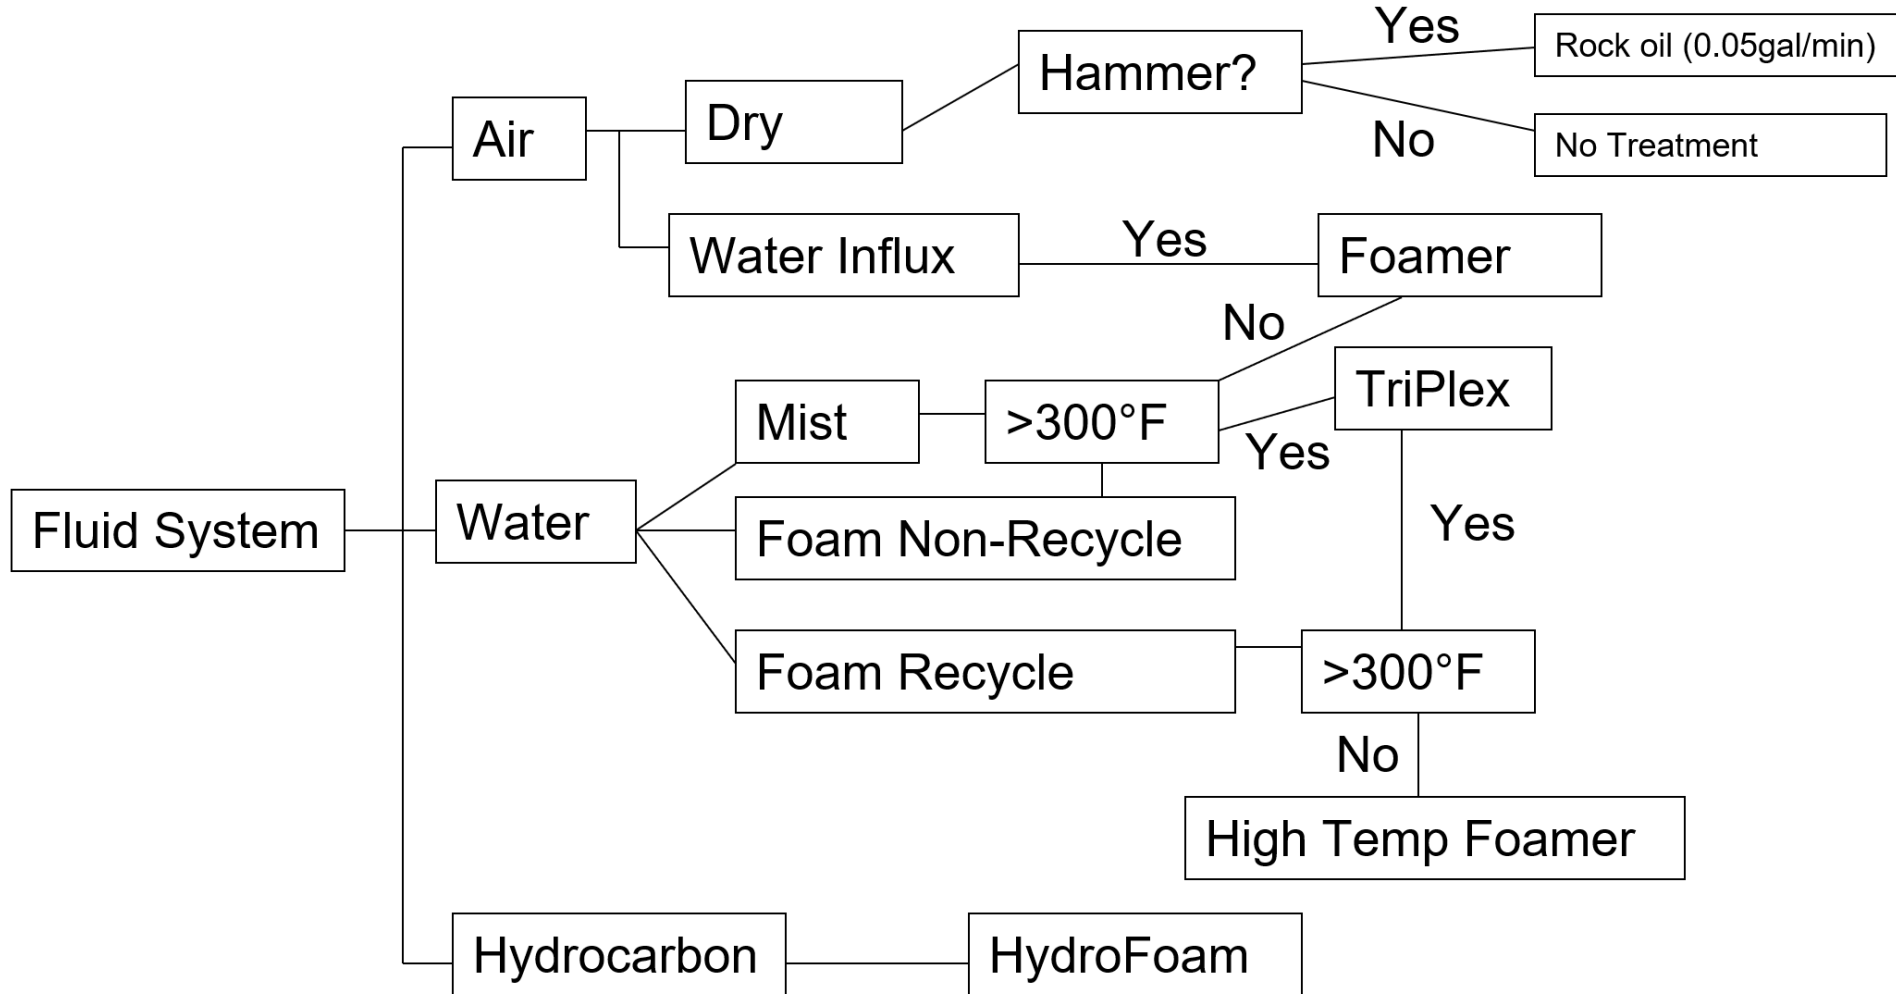 Yes
Rock oil (0.05gal/min)
Hammer?
Dry
Air
No
No Treatment
Water Influx
Yes
Foamer
No
Mist
>300°F
TriPlex
Yes
Fluid System
Water
Foam Non-Recycle
Yes
Foam Recycle
>300°F
No
High Temp Foamer
Hydrocarbon
HydroFoam